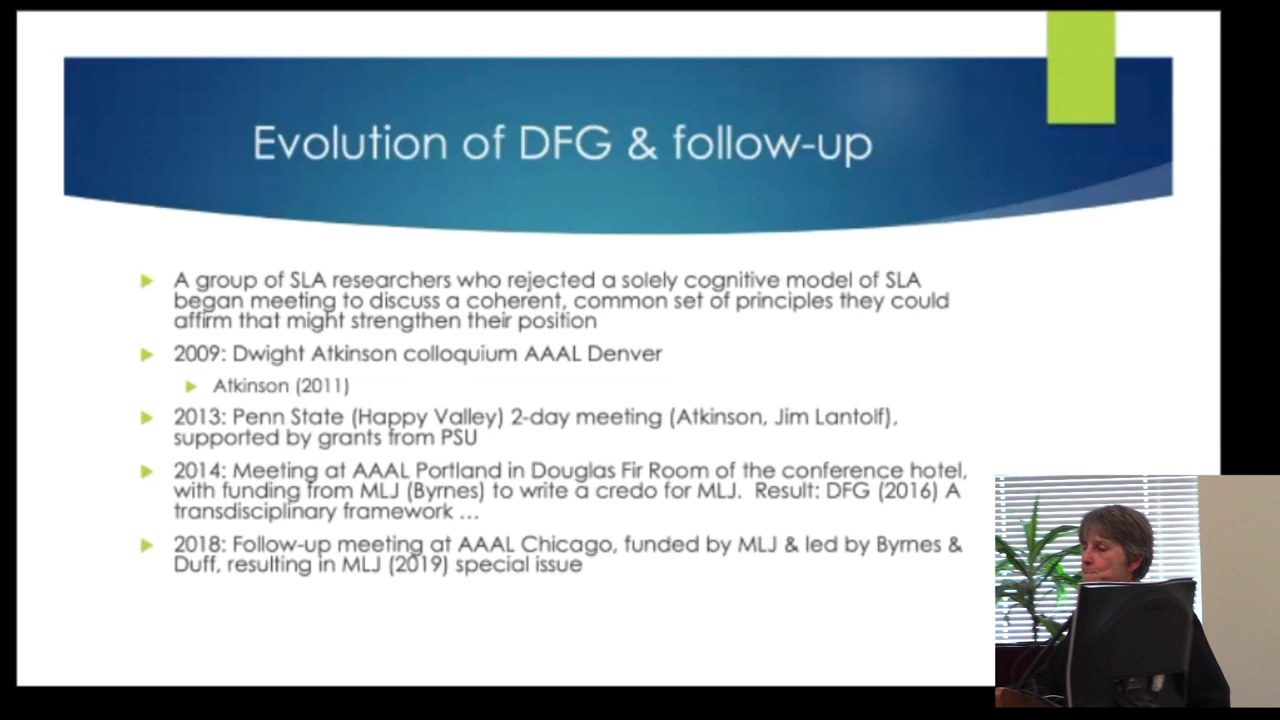 Evolution of DFG & follow-up
A group of SLA researchers who rejected a solely cognitive model of SLA
began meeting to discuss a coherent, common set of principles they could
affirm that might strengthen their position
2009: Dwight Atkinson colloquium AAAL Denver
Atkinson (2011)
2013: Penn State (Happy Valley) 2-day meeting (Atkinson, Jim Lantolf),
supported by grants from PSU
2014: Meeting at AAAL Portland in Douglas Fir Room of the conference hotel,
with funding from MLJ (Byrnes) to write a credo for MLJ. Result: DFG (2016) A
transdisciplinary framework ...
2018: Follow-up meeting at AAAL Chicago, funded by MLJ & led by Byrnes &
Duff, resulting in MLJ (2019) special issue